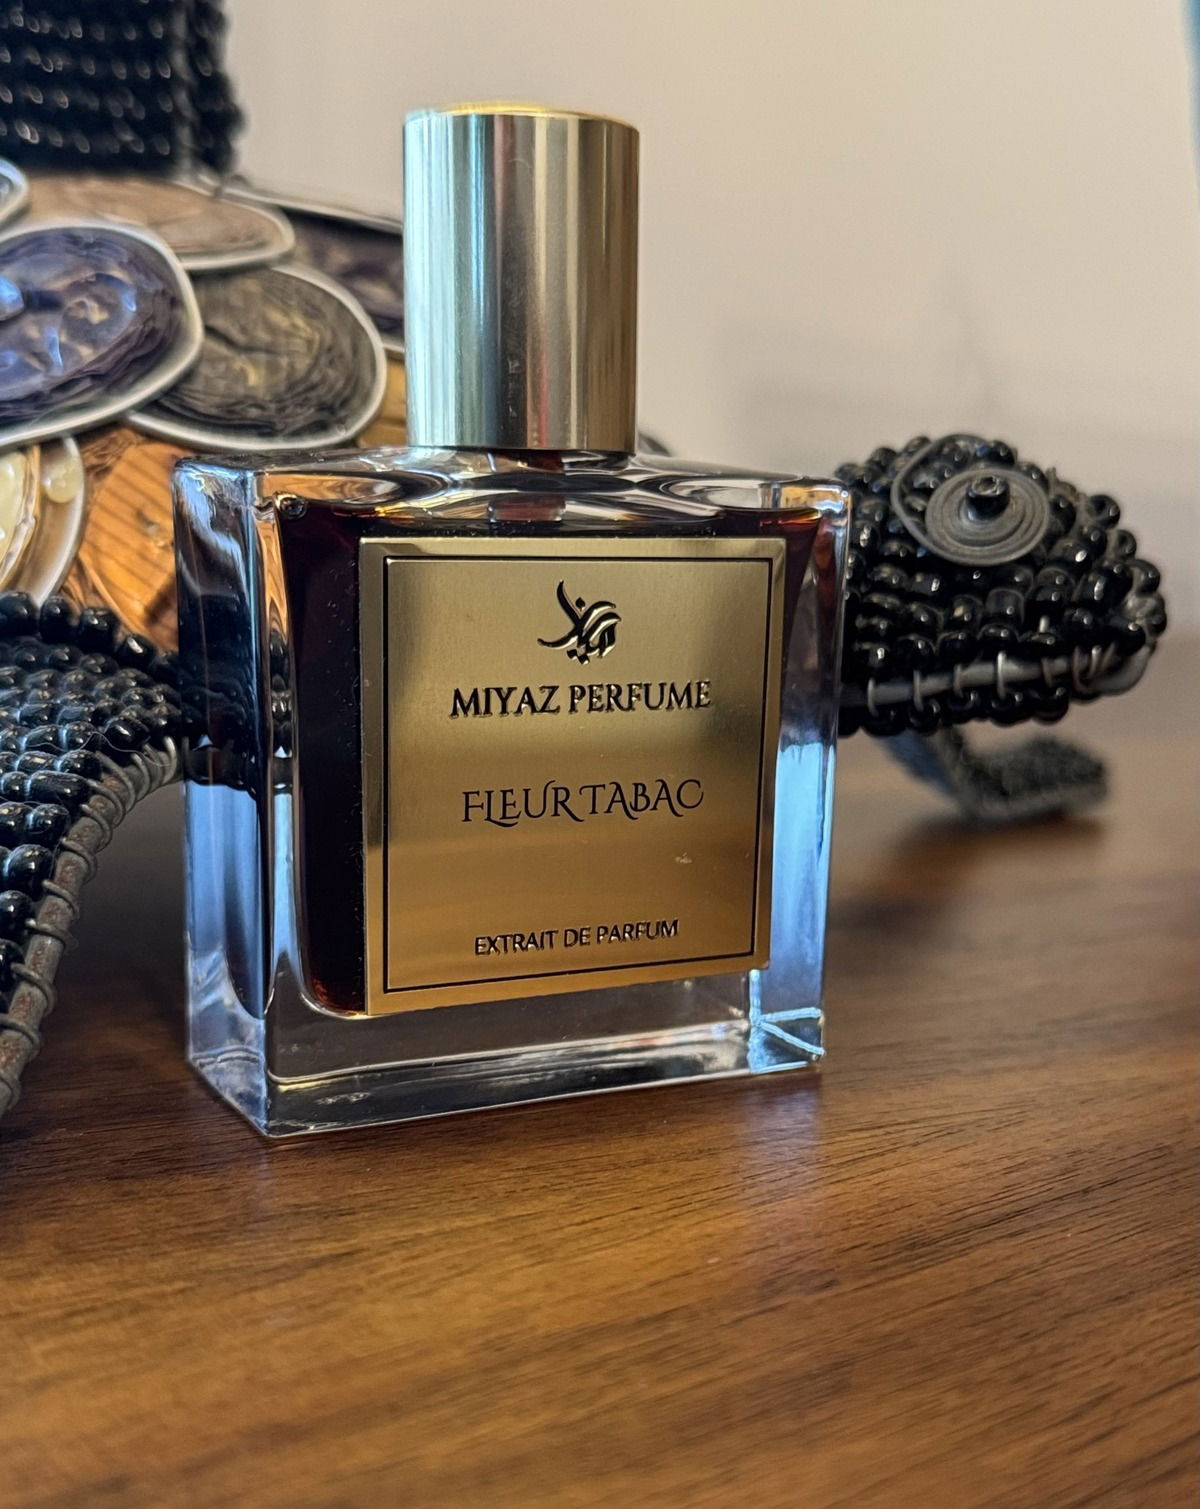 MIYAZ PERFUME
FLEUR TABAC
EXTRAIT DE PARFUM